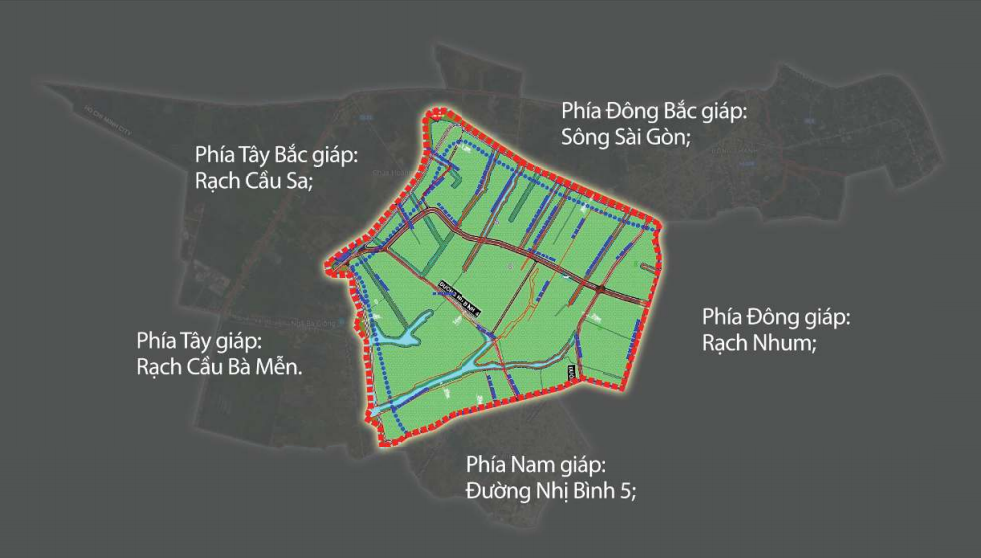 Phía Đông Bắc giáp:
Sông Sài Gòn;
Phía Tây Bắc giáp:
Rạch Cầu Sa;
Phía Đông giáp:
Rạch Nhum;
Phía Tây giáp:
Rạch Cầu Bà Mễn.
Phía Nam giáp:
Đường Nhị Bình 5;